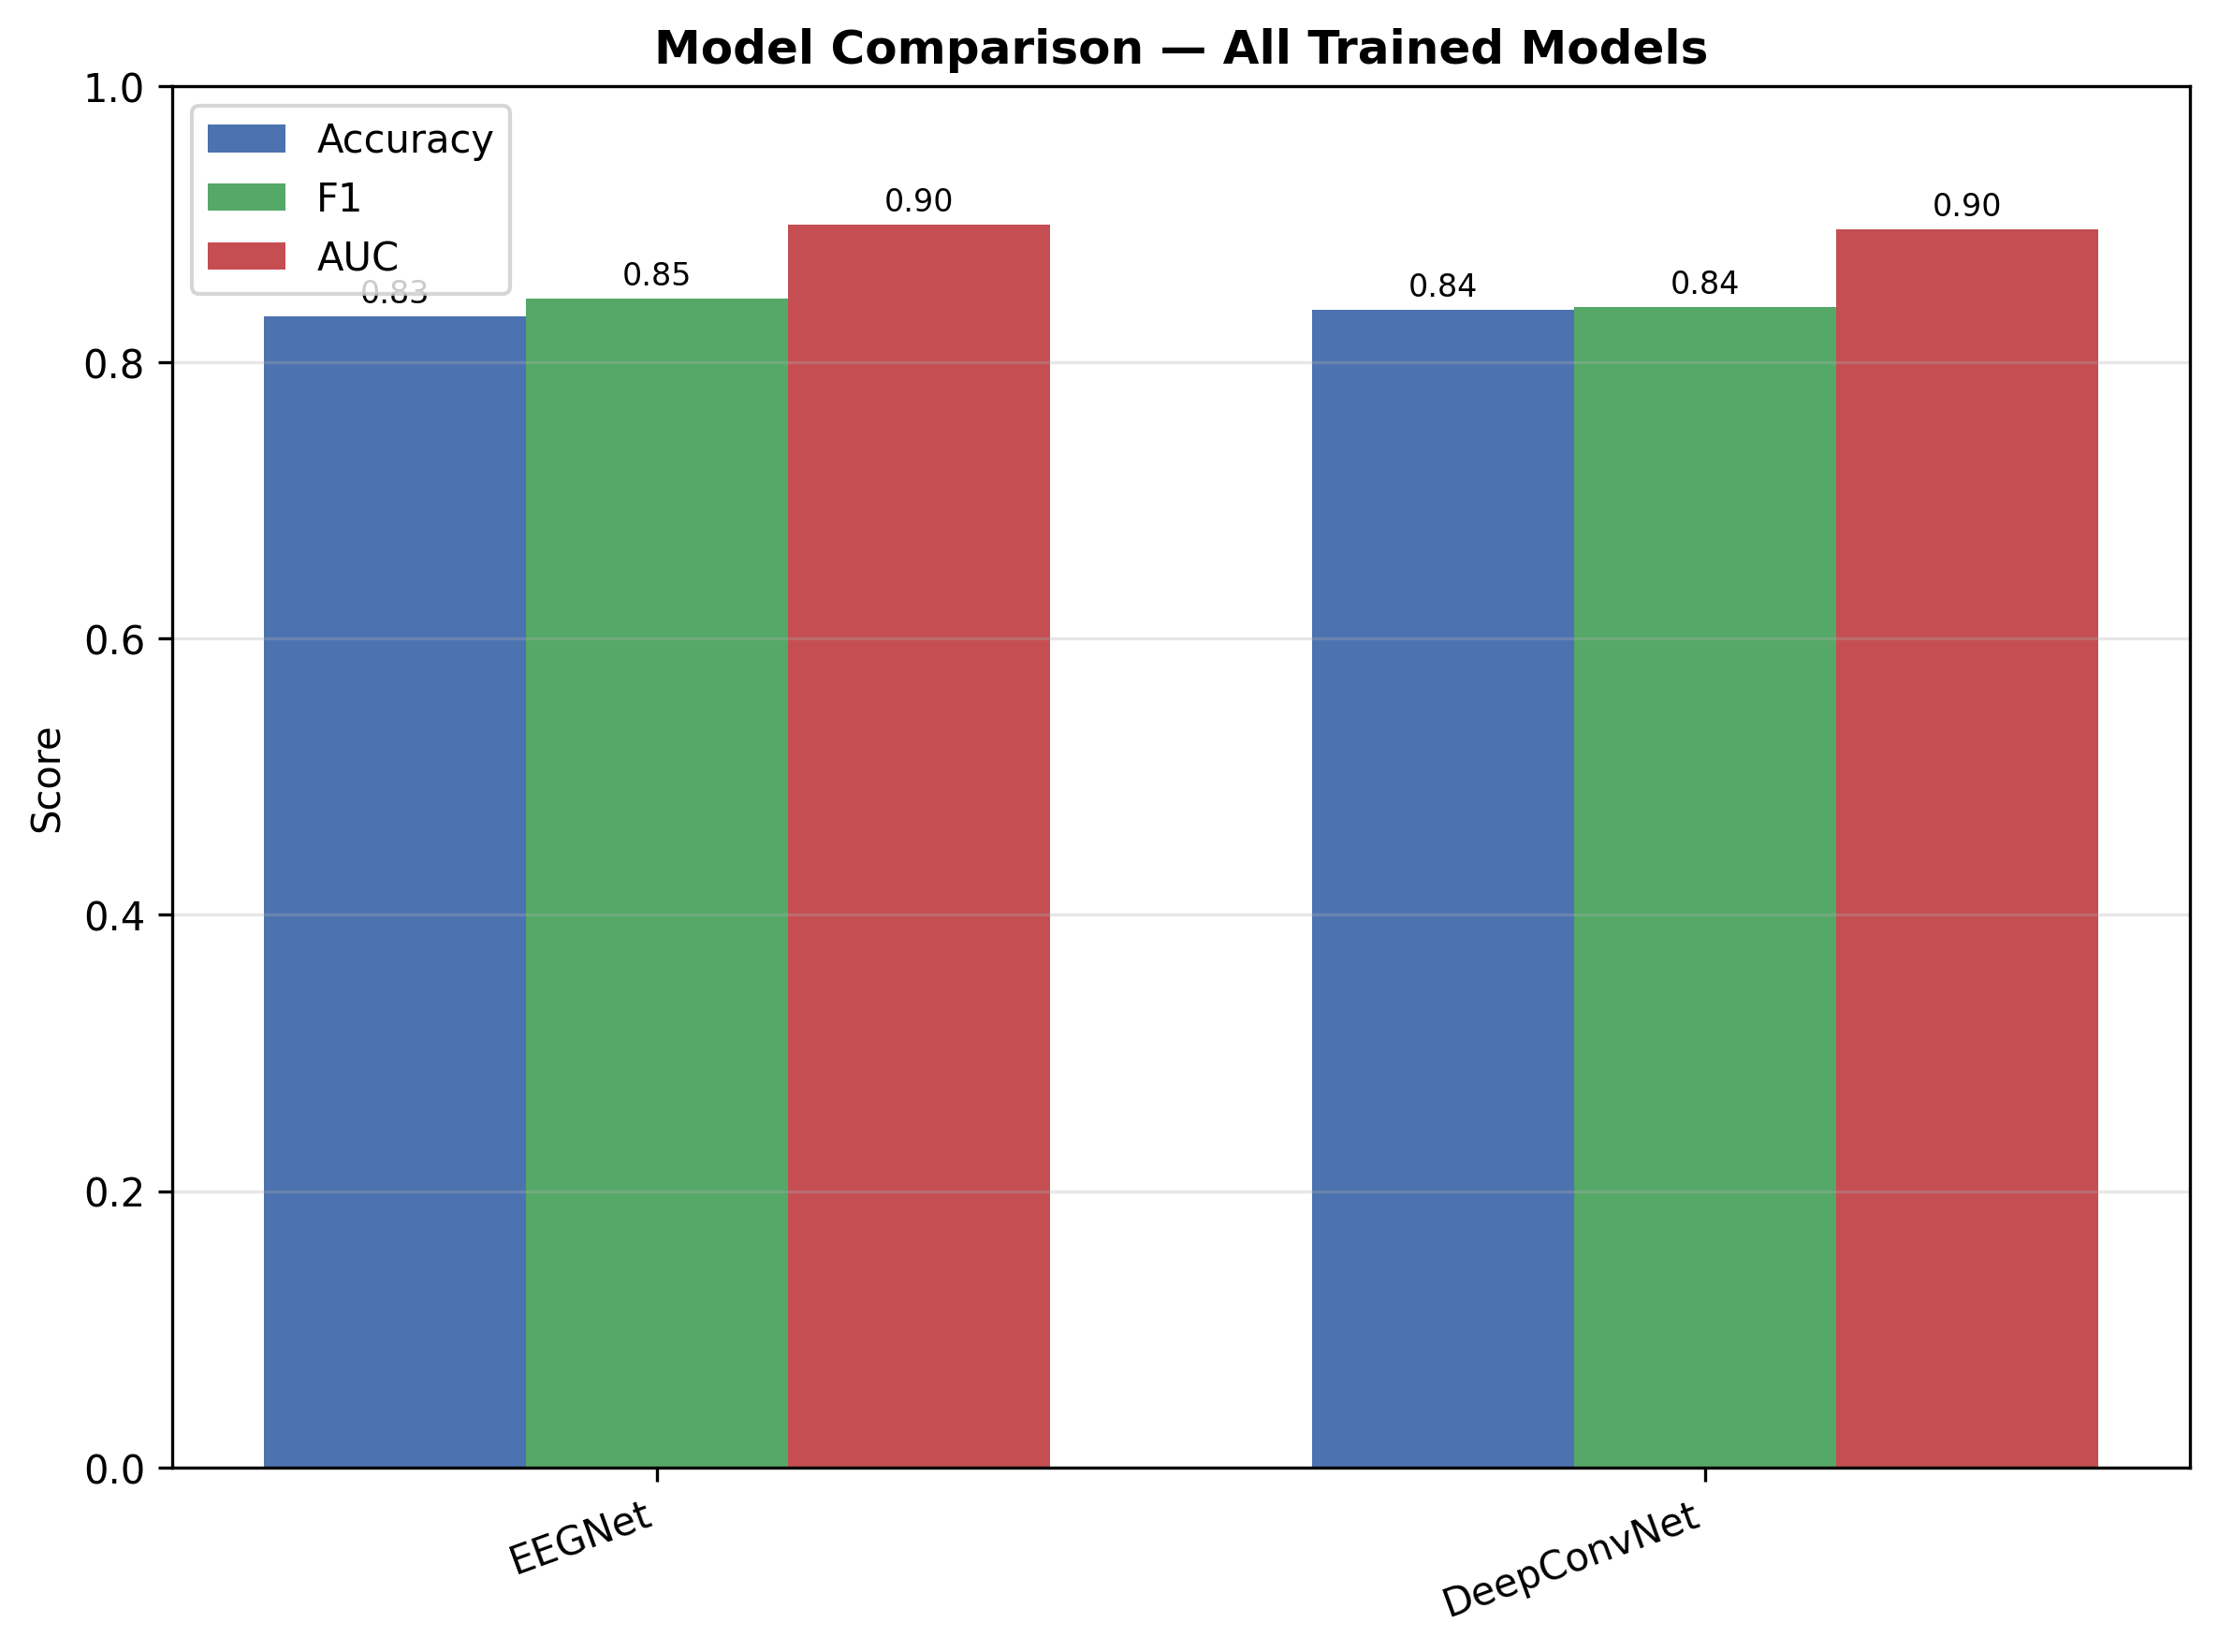 Model Comparison — All Trained Models
1.0
0.8
0.6
0.4
0.2
0.0
Score
Accuracy
F1
AUC
0.83
0.85
0.90
0.84
0.84
0.90
EEGNet
DeepConvNet